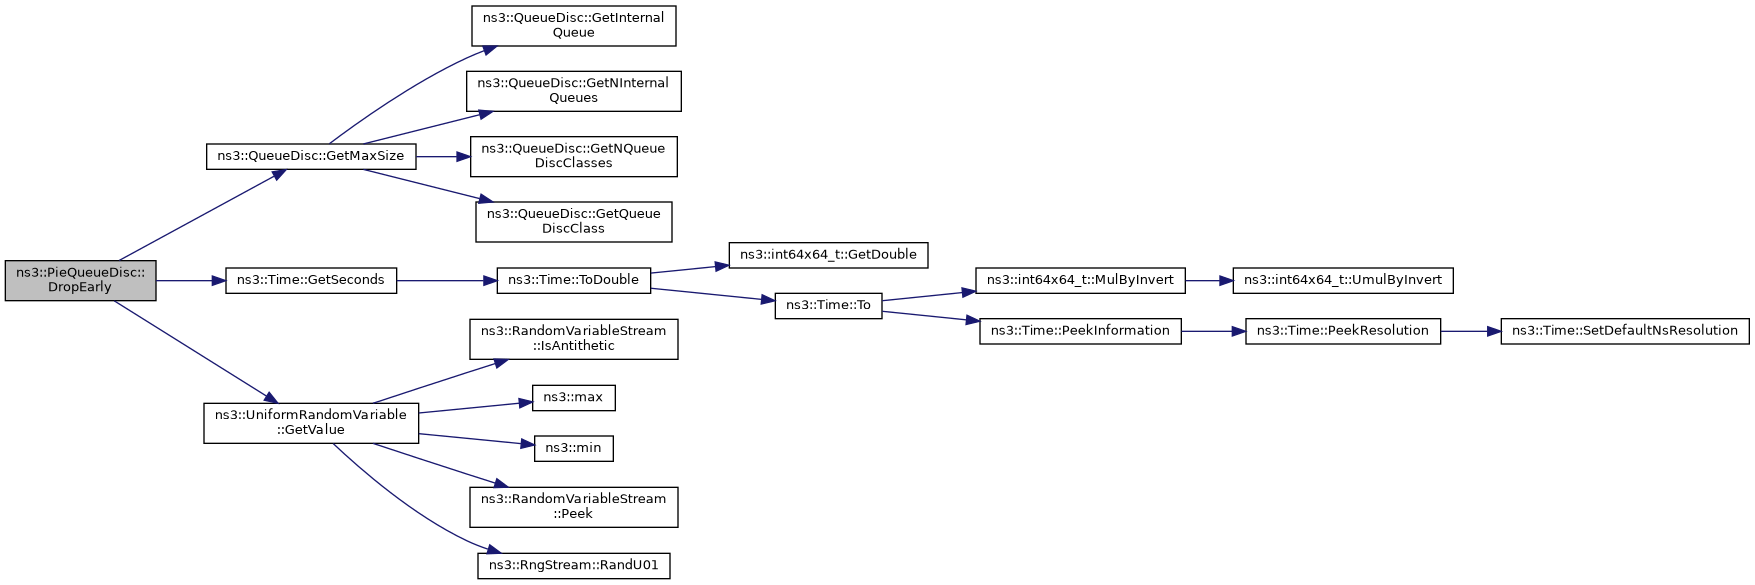 ns3::QueueDisc::GetInternal
Queue
ns3::QueueDisc::GetNInternal
Queues
ns3::QueueDisc::GetMaxSize
ns3::QueueDisc::GetNQueue
DiscClasses
ns3::QueueDisc::GetQueue
DiscClass
ns3::PieQueueDisc::
DropEarly
ns3::Time::GetSeconds
ns3::Time::ToDouble
ns3::int64x64_t::GetDouble
ns3::Time::To
ns3::int64x64_t::MulByInvert
ns3::int64x64_t::UmulByInvert
ns3::Time::PeekInformation
ns3::Time::PeekResolution
ns3::Time::SetDefaultNsResolution
ns3::RandomVariableStream
::IsAntithetic
ns3::max
ns3::UniformRandomVariable
::GetValue
ns3::min
ns3::RandomVariableStream
::Peek
ns3::RngStream::RandU01